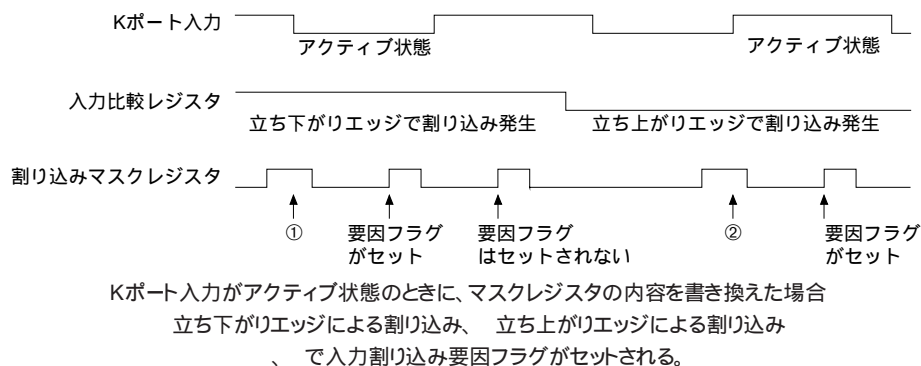 Kポート入力
アクティブ状態
アクティブ状態
入力比較レジスタ
立ち下がりエッジで割り込み発生
立ち上がりエッジで割り込み発生
割り込みマスクレジスタ
①
要因フラグ
がセット
要因フラグ
はセットされない
②
要因フラグ
がセット
Kポート入力がアクティブ状態のときに、マスクレジスタの内容を書き換えた場合
立ち下がりエッジによる割り込み、 立ち上がりエッジによる割り込み
、 で入力割り込み要因フラグがセットされる。